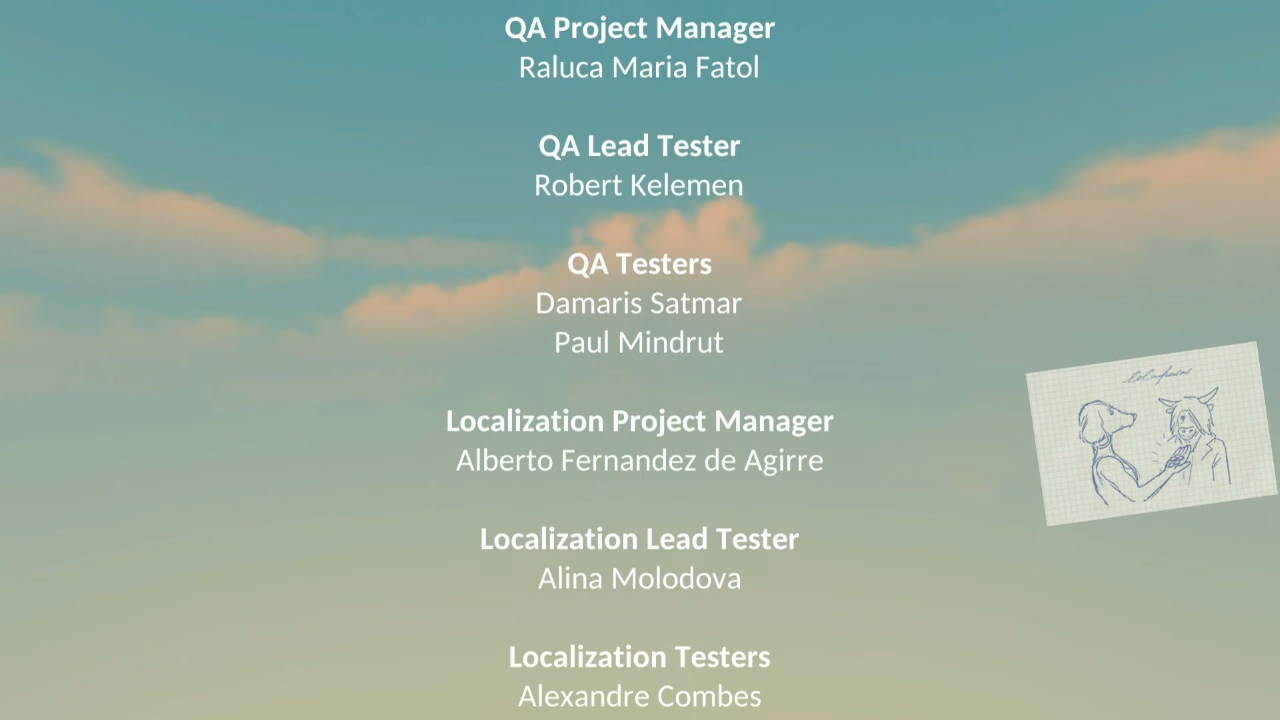 QA Project Manager
Raluca Maria Fatol
QA Lead Tester
Robert Kelemen
QA Testers
Damaris Satmar
Paul Mindrut
Localization Project Manager
Alberto Fernandez de Agirre
Localization Lead Tester
Alina Molodova
Localization Testers
Alexandre Combes